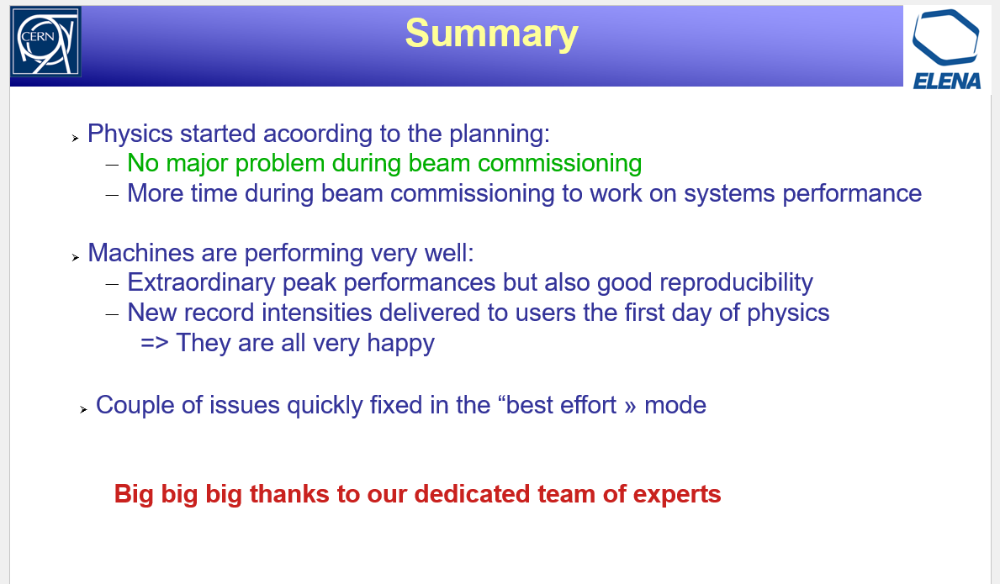 CERN
Summary
ELENA
➢ Physics started acoording to the planning:
– No major problem during beam commissioning
– More time during beam commissioning to work on systems performance
➢ Machines are performing very well:
– Extraordinary peak performances but also good reproducibility
– New record intensities delivered to users the first day of physics
=> They are all very happy
➢ Couple of issues quickly fixed in the “best effort » mode
Big big big thanks to our dedicated team of experts